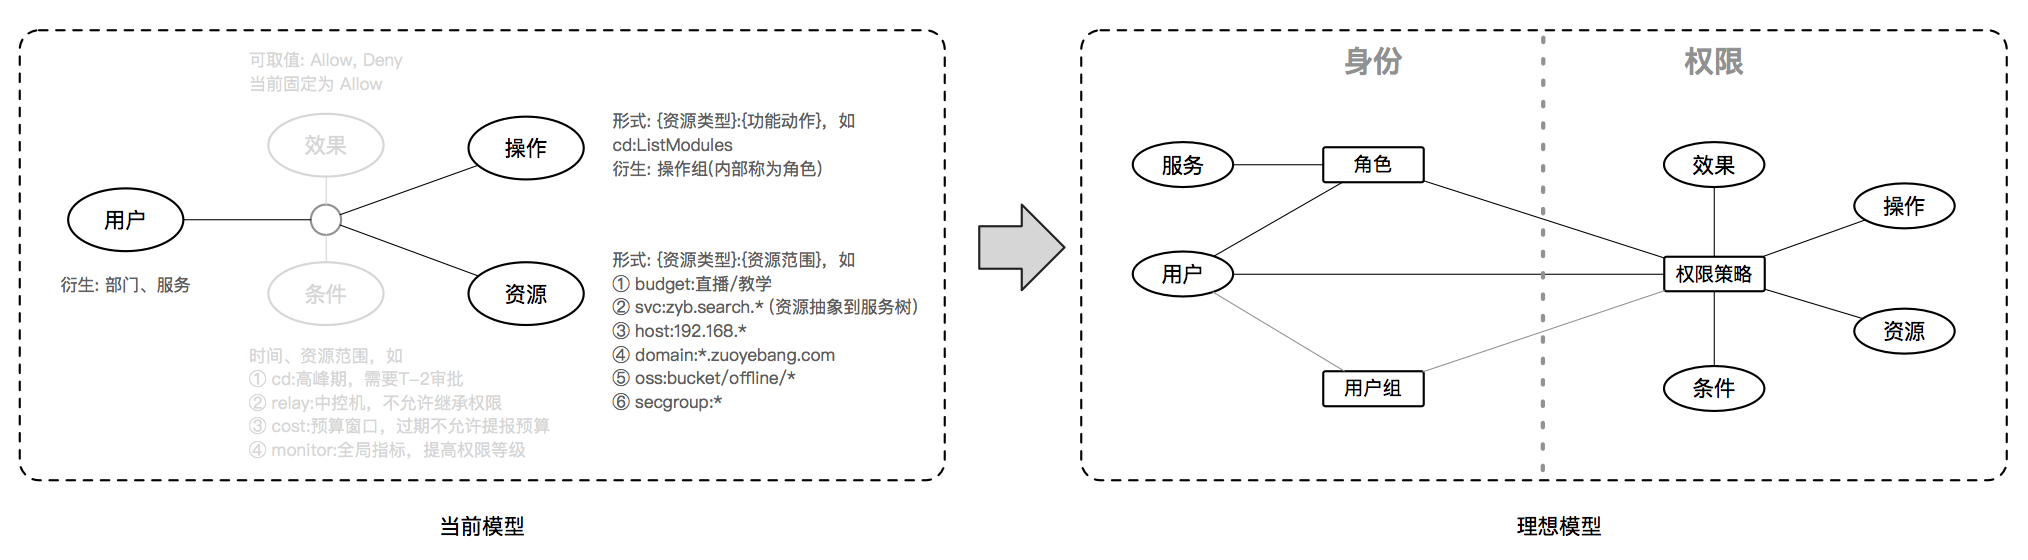 可取值: Allow, Deny
当前固定为 Allow
效果
操作
形式: {资源类型}:{功能动作}，如
cd:ListModules
衍生: 操作组(内部称为角色)
用户
衍生: 部门、服务
条件
资源
形式: {资源类型}:{资源范围}，如
① budget:直播/教学
② svc:zyb.search.* (资源抽象到服务树)
③ host:192.168.*
④ domain:*.zuoyebang.com
⑤ oss:bucket/offline/*
⑥ secgroup:*
时间、资源范围，如
① cd:高峰期，需要T-2审批
② relay:中控机，不允许继承权限
③ cost:预算窗口，过期不允许提报预算
④ monitor:全局指标，提高权限等级
当前模型
身份
权限
服务
角色
效果
操作
用户
权限策略
资源
用户组
条件
理想模型